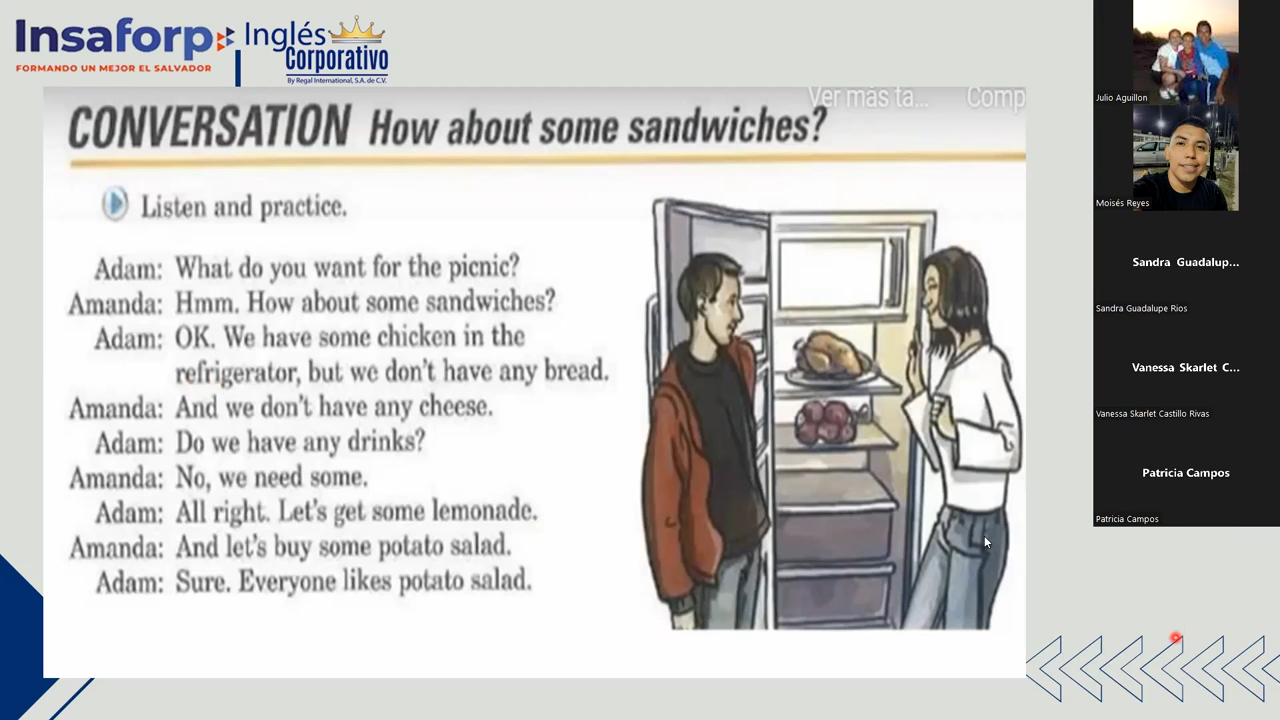 Insaforp
FORMANDO UN MEJOR EL SALVADOR
Inglés
Corporativo
By Regal International, S.A. de C.V.
Ver más ta... Comp
CONVERSATION How about some sandwiches?
Listen and practice.
Adam: What do you want for the picnic?
Amanda: Hmm. How about some sandwiches?
Adam: OK. We have some chicken in the
refrigerator, but we don't have any bread.
Amanda: And we don't have any cheese.
Adam: Do we have any drinks?
Amanda: No, we need some.
Adam: All right. Let's get some lemonade.
Amanda: And let's buy some potato salad.
Adam: Sure. Everyone likes potato salad.
Julio Aguillon
Moisés Reyes
Sandra Guadalup...
Sandra Guadalupe Rios
Vanessa Skarlet C...
Vanessa Skarlet Castillo Rivas
Patricia Campos
Patricia Campos